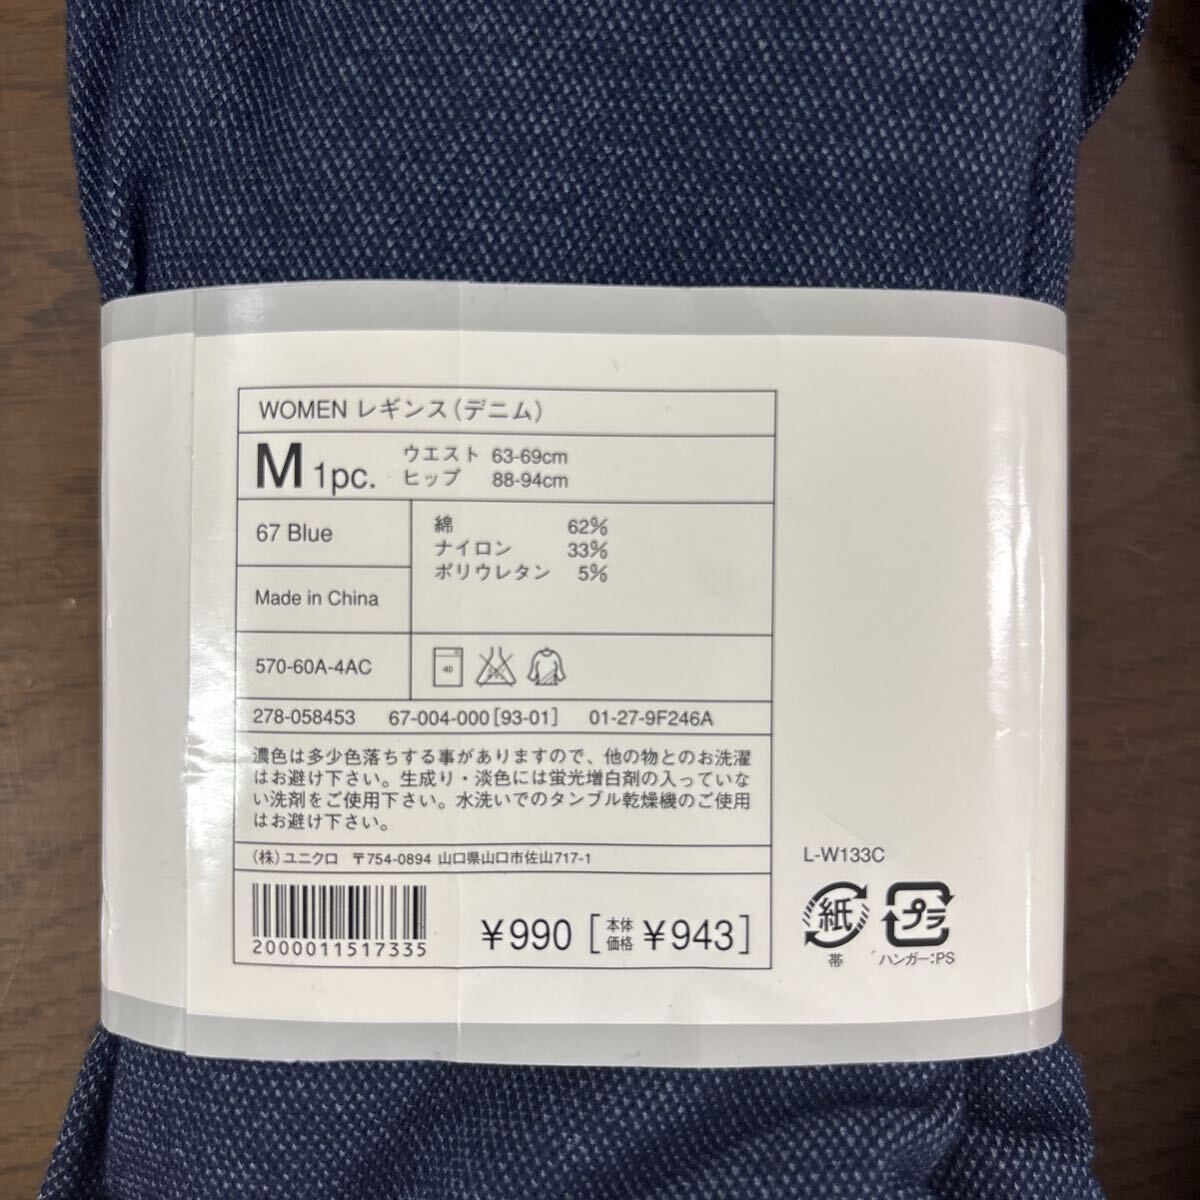 WOMEN レギンス(デニム)
M 1pc.
ウエスト 63-69cm
ヒップ 88-94cm
67 Blue
綿 62%
ナイロン 33%
ポリウレタン 5%
Made in China
570-60A-4AC
40
278-058453 67-004-000[93-01] 01-27-9F246A
濃色は多少色落ちする事がありますので、他の物とのお洗濯
はお避け下さい。生成り・淡色には蛍光増白剤の入っていな
い洗剤をご使用下さい。水洗いでのタンブル乾燥機のご使用
はお避け下さい。
(株)ユニクロ 〒754-0894 山口県山口市佐山717-1
2000011517335
¥990 [本体価格 ¥943]
L-W133C
紙
プラ
帯
ハンガー:PS